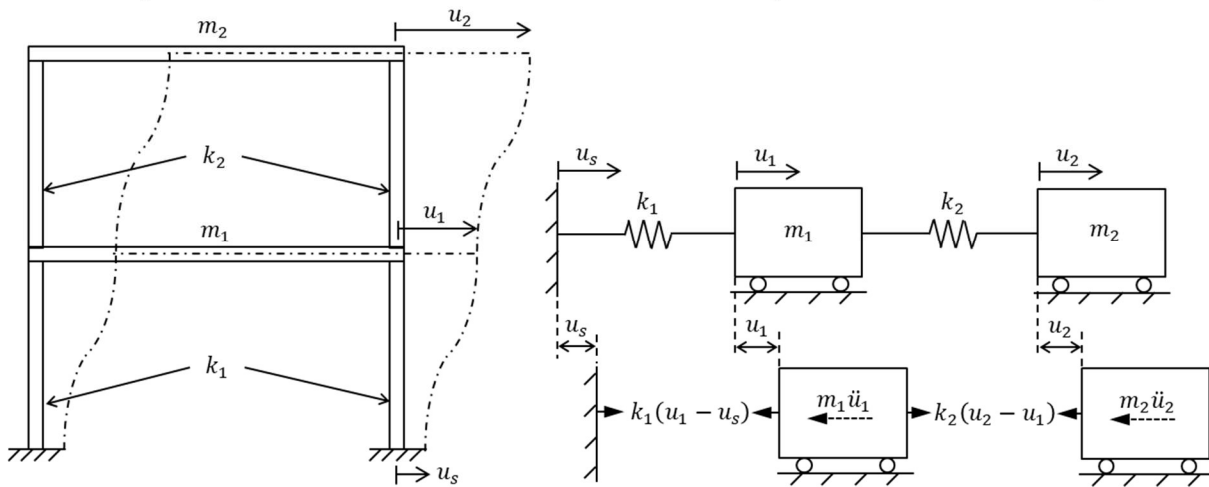 m₂
u₂
k₂
u₁
m₁
k₁
uₛ
uₛ
u₁
u₂
k₁
k₂
m₁
m₂
uₛ
u₁
u₂
k₁(u₁ − uₛ)
m₁ü₁
k₂(u₂ − u₁)
m₂ü₂